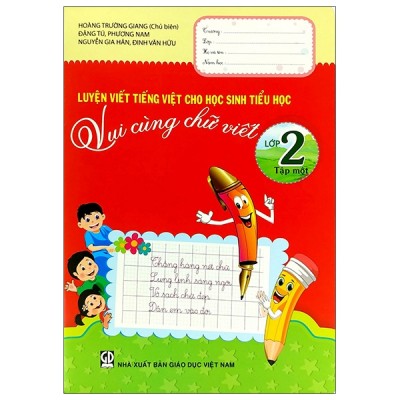 HOÀNG TRƯỜNG GIANG (Chủ biên)
ĐẶNG TÚ, PHƯƠNG NAM
NGUYỄN GIA HÂN, ĐINH VĂN HỮU
Trường:
Lớp:
Họ và tên:
Năm học:
LUYỆN VIẾT TIẾNG VIỆT CHO HỌC SINH TIỂU HỌC
Vui cùng chữ viết
LỚP 2
Tập một
Thẳng hàng nét chữ
Lung linh sáng ngời
Vở sạch chữ đẹp
Dìu em vào đời
GD
NHÀ XUẤT BẢN GIÁO DỤC VIỆT NAM